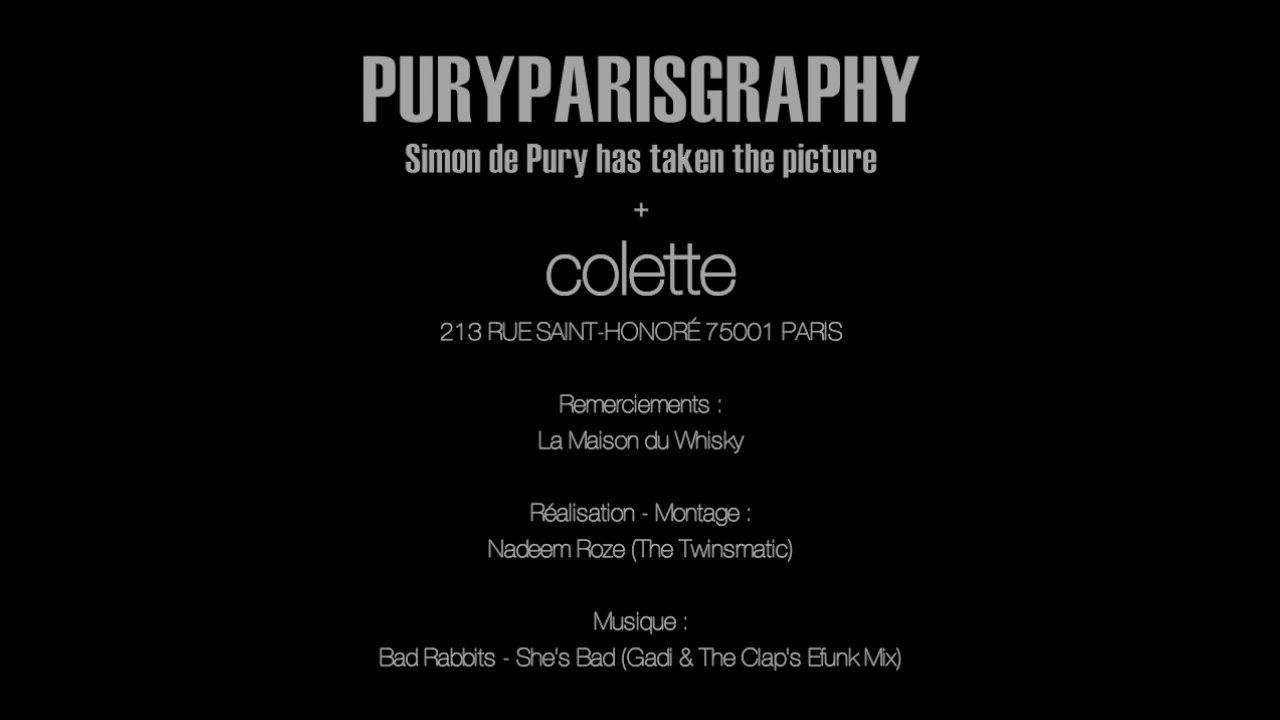 PURYPARISGRAPHY
Simon de Pury has taken the picture
+
colette
213 RUE SAINT-HONORÉ 75001 PARIS
Remerciements :
La Maison du Whisky
Réalisation - Montage :
Nadeem Roze (The Twinsmatic)
Musique :
Bad Rabbits - She's Bad (Gadi & The Clap's Efunk Mix)